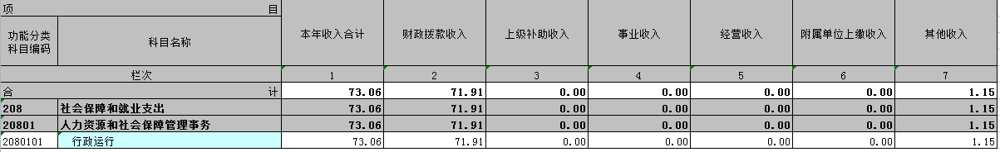 项 目
功能分类科目编码 科目名称 本年收入合计 财政拨款收入 上级补助收入 事业收入 经营收入 附属单位上缴收入 其他收入
栏次 1 2 3 4 5 6 7
合 计 73.06 71.91 0.00 0.00 0.00 0.00 1.15
208 社会保障和就业支出 73.06 71.91 0.00 0.00 0.00 0.00 1.15
20801 人力资源和社会保障管理事务 73.06 71.91 0.00 0.00 0.00 0.00 1.15
2080101 行政运行 73.06 71.91 0.00 0.00 0.00 0.00 1.15